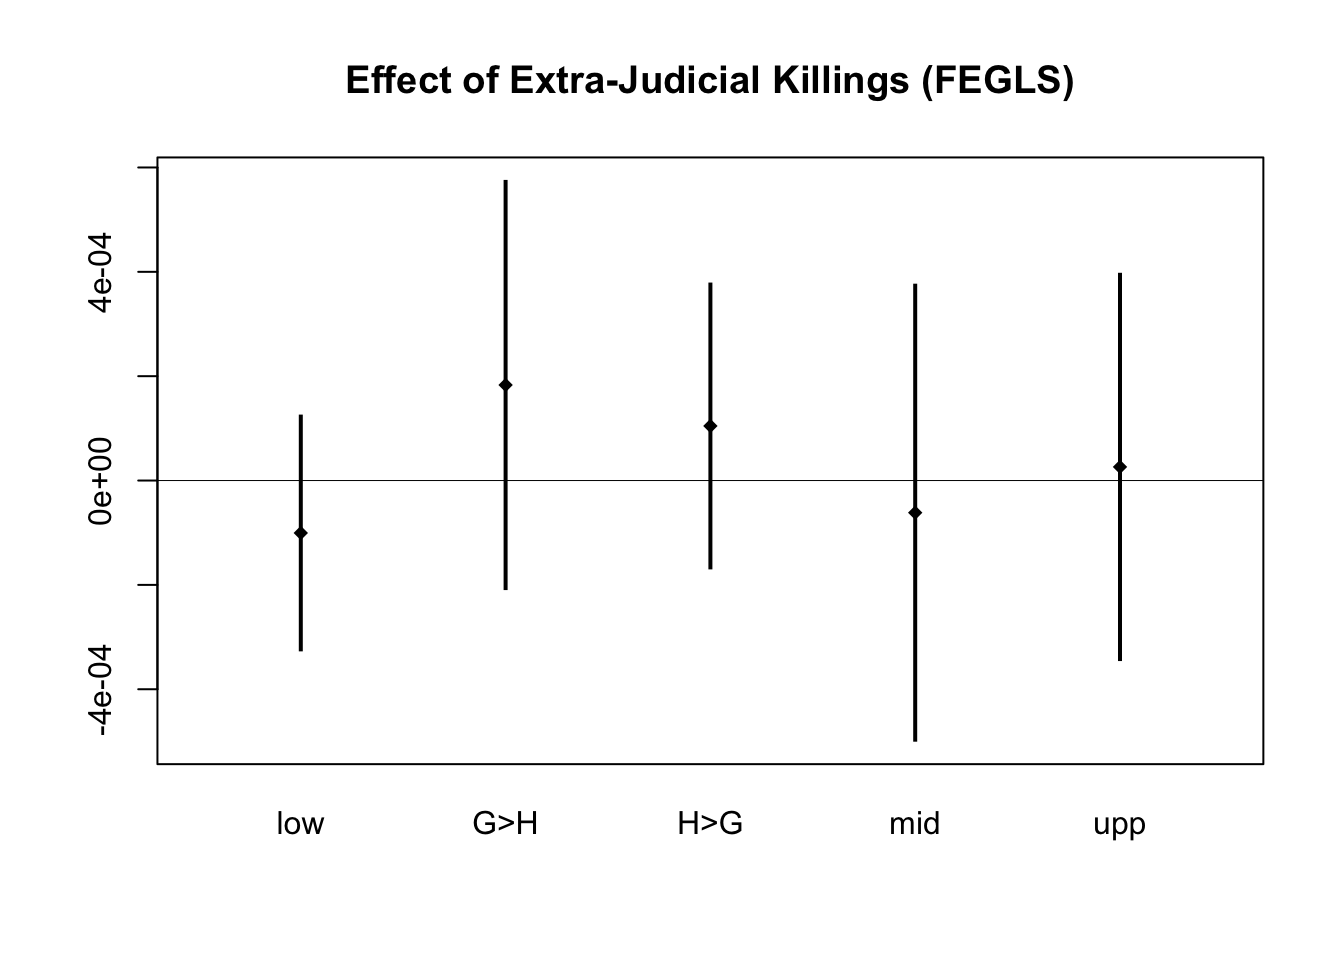 Effect of Extra-Judicial Killings (FEGLS)
4e-04
0e+00
-4e-04
low G>H H>G mid upp